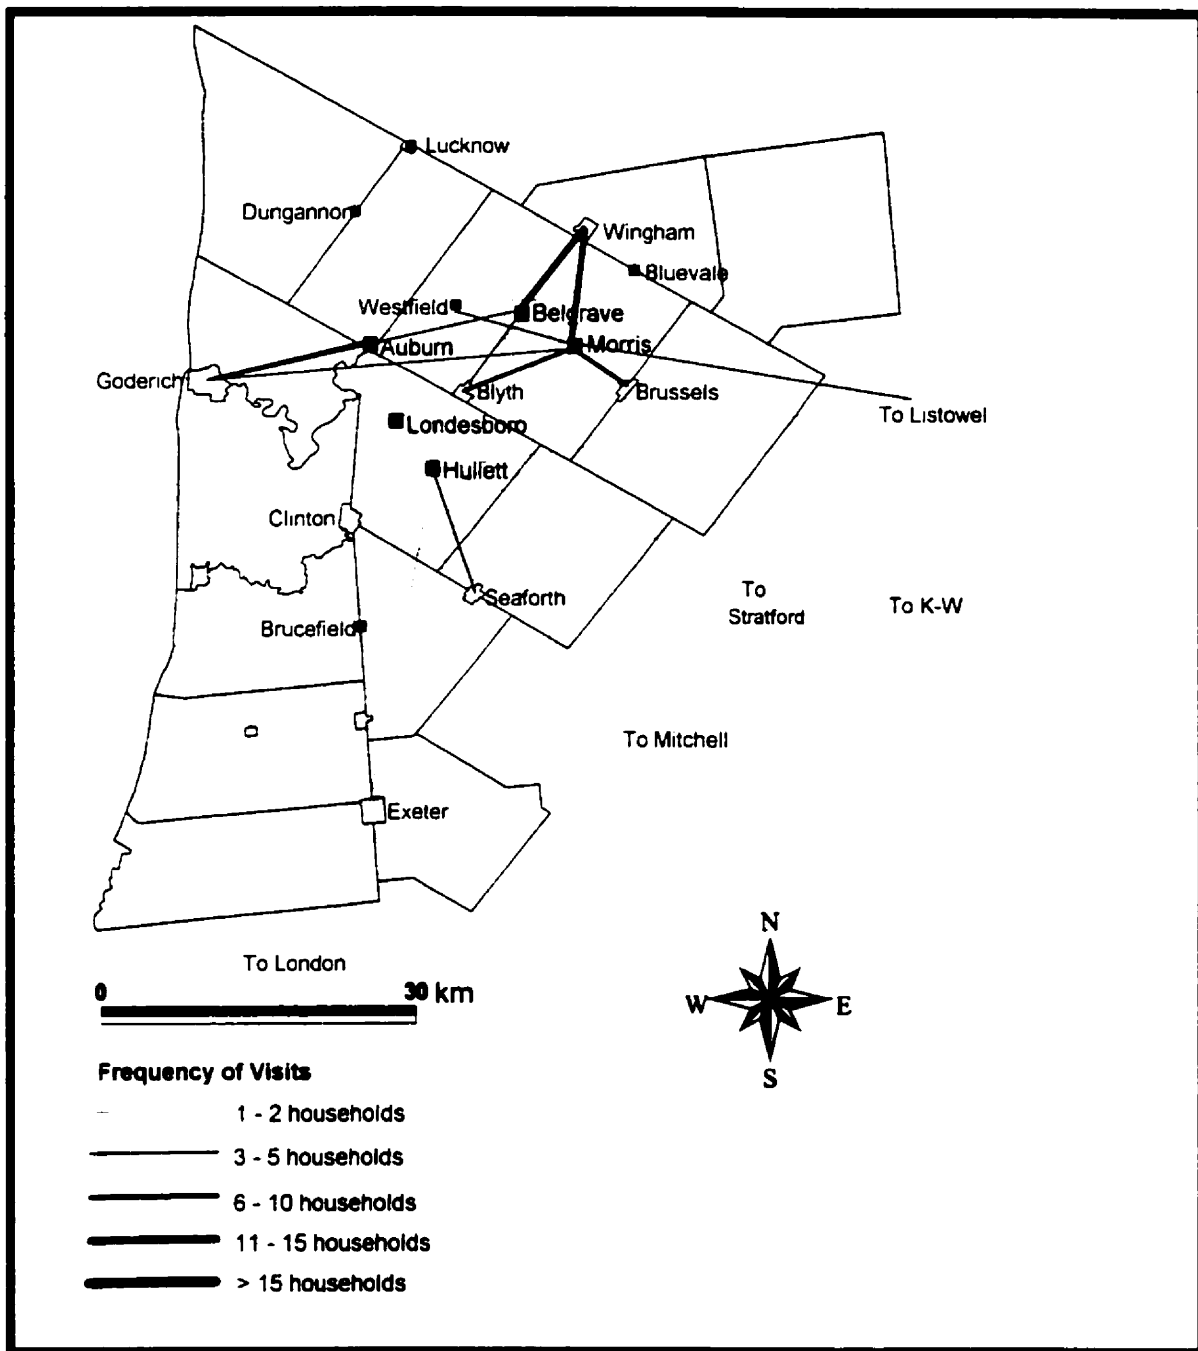 Lucknow
Dungannon
Wingham
Bluevale
Westfield
Belgrave
Auburn
Morris
Goderich
Blyth
Brussels
To Listowel
Londesboro
Hullett
Clinton
Seaforth
To
Stratford
To K-W
Brucefield
To Mitchell
Exeter
N
To London
0 30 km
W E
S
Frequency of Visits
1 - 2 households
3 - 5 households
6 - 10 households
11 - 15 households
> 15 households